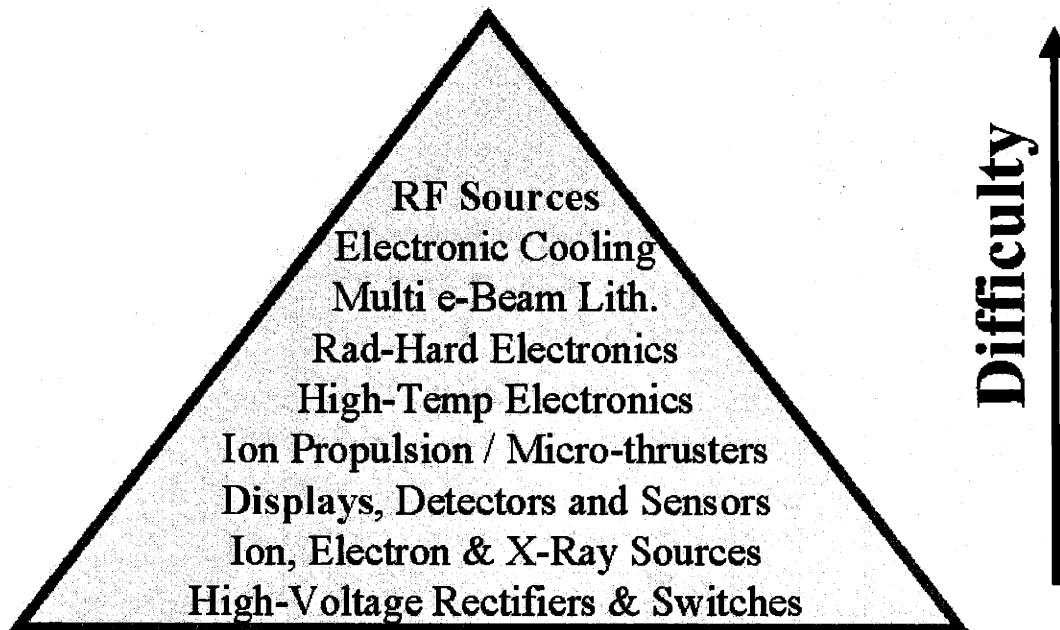 RF Sources
Electronic Cooling
Multi e-Beam Lith.
Rad-Hard Electronics
High-Temp Electronics
Ion Propulsion / Micro-thrusters
Displays, Detectors and Sensors
Ion, Electron & X-Ray Sources
High-Voltage Rectifiers & Switches
Difficulty